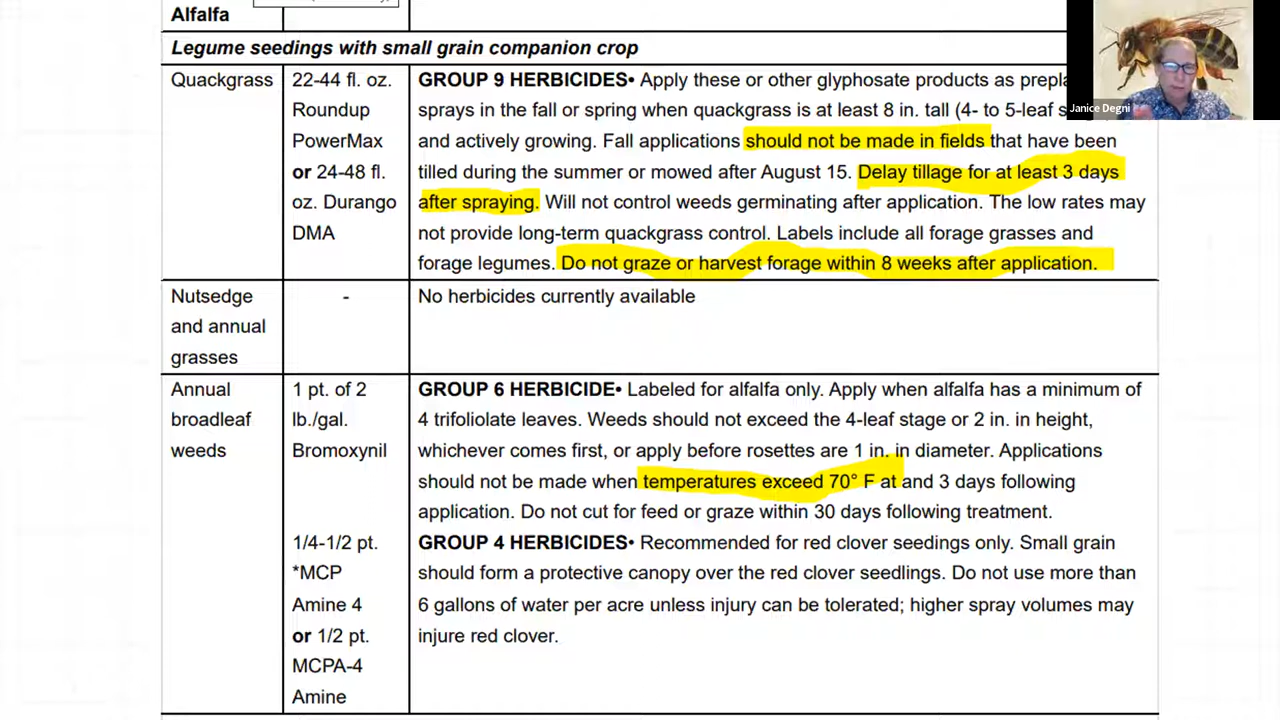 Alfalfa
Legume seedings with small grain companion crop
Quackgrass
22-44 fl. oz.
Roundup
PowerMax
or 24-48 fl.
oz. Durango
DMA
GROUP 9 HERBICIDES• Apply these or other glyphosate products as
sprays in the fall or spring when quackgrass is at least 8 in. tall (4- to 5-leaf
and actively growing. Fall applications should not be made in fields that have been
tilled during the summer or mowed after August 15. Delay tillage for at least 3 days
after spraying. Will not control weeds germinating after application. The low rates may
not provide long-term quackgrass control. Labels include all forage grasses and
forage legumes. Do not graze or harvest forage within 8 weeks after application.
Nutsedge
and annual
grasses
-
No herbicides currently available
Annual
broadleaf
weeds
1 pt. of 2
lb./gal.
Bromoxynil
GROUP 6 HERBICIDE• Labeled for alfalfa only. Apply when alfalfa has a minimum of
4 trifoliolate leaves. Weeds should not exceed the 4-leaf stage or 2 in. in height,
whichever comes first, or apply before rosettes are 1 in. in diameter. Applications
should not be made when temperatures exceed 70° F at and 3 days following
application. Do not cut for feed or graze within 30 days following treatment.
1/4-1/2 pt.
*MCP
Amine 4
or 1/2 pt.
MCPA-4
Amine
GROUP 4 HERBICIDES• Recommended for red clover seedings only. Small grain
should form a protective canopy over the red clover seedlings. Do not use more than
6 gallons of water per acre unless injury can be tolerated; higher spray volumes may
injure red clover.
Janice Degni